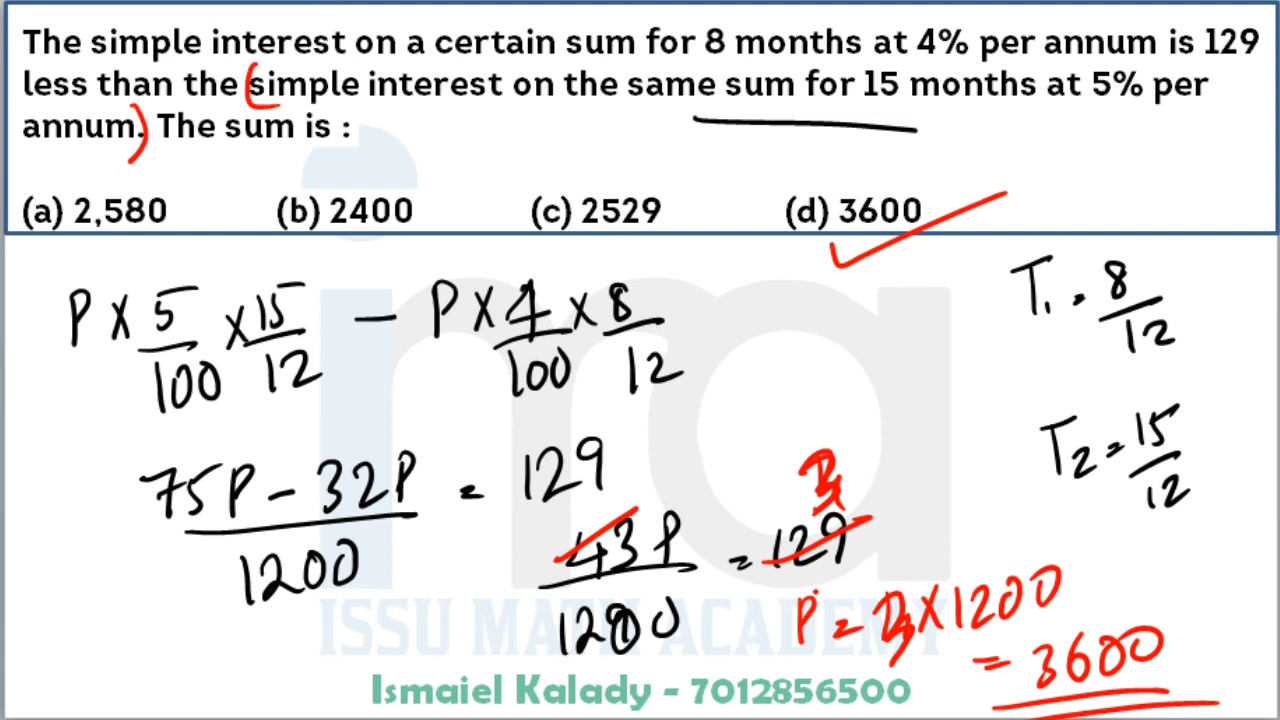 The simple interest on a certain sum for 8 months at 4% per annum is 129
less than the simple interest on the same sum for 15 months at 5% per
annum. The sum is :
(a) 2,580 (b) 2400 (c) 2529 (d) 3600
P × 5/100 × 15/12 - P × 4/100 × 8/12
T₁ = 8/12
75P - 32P / 1200 = 129
T₂ = 15/12
43P / 1200 = 129 3
P = 3 × 1200
= 3600
ima
ISSU MATH ACADEMY
Ismaiel Kalady - 7012856500